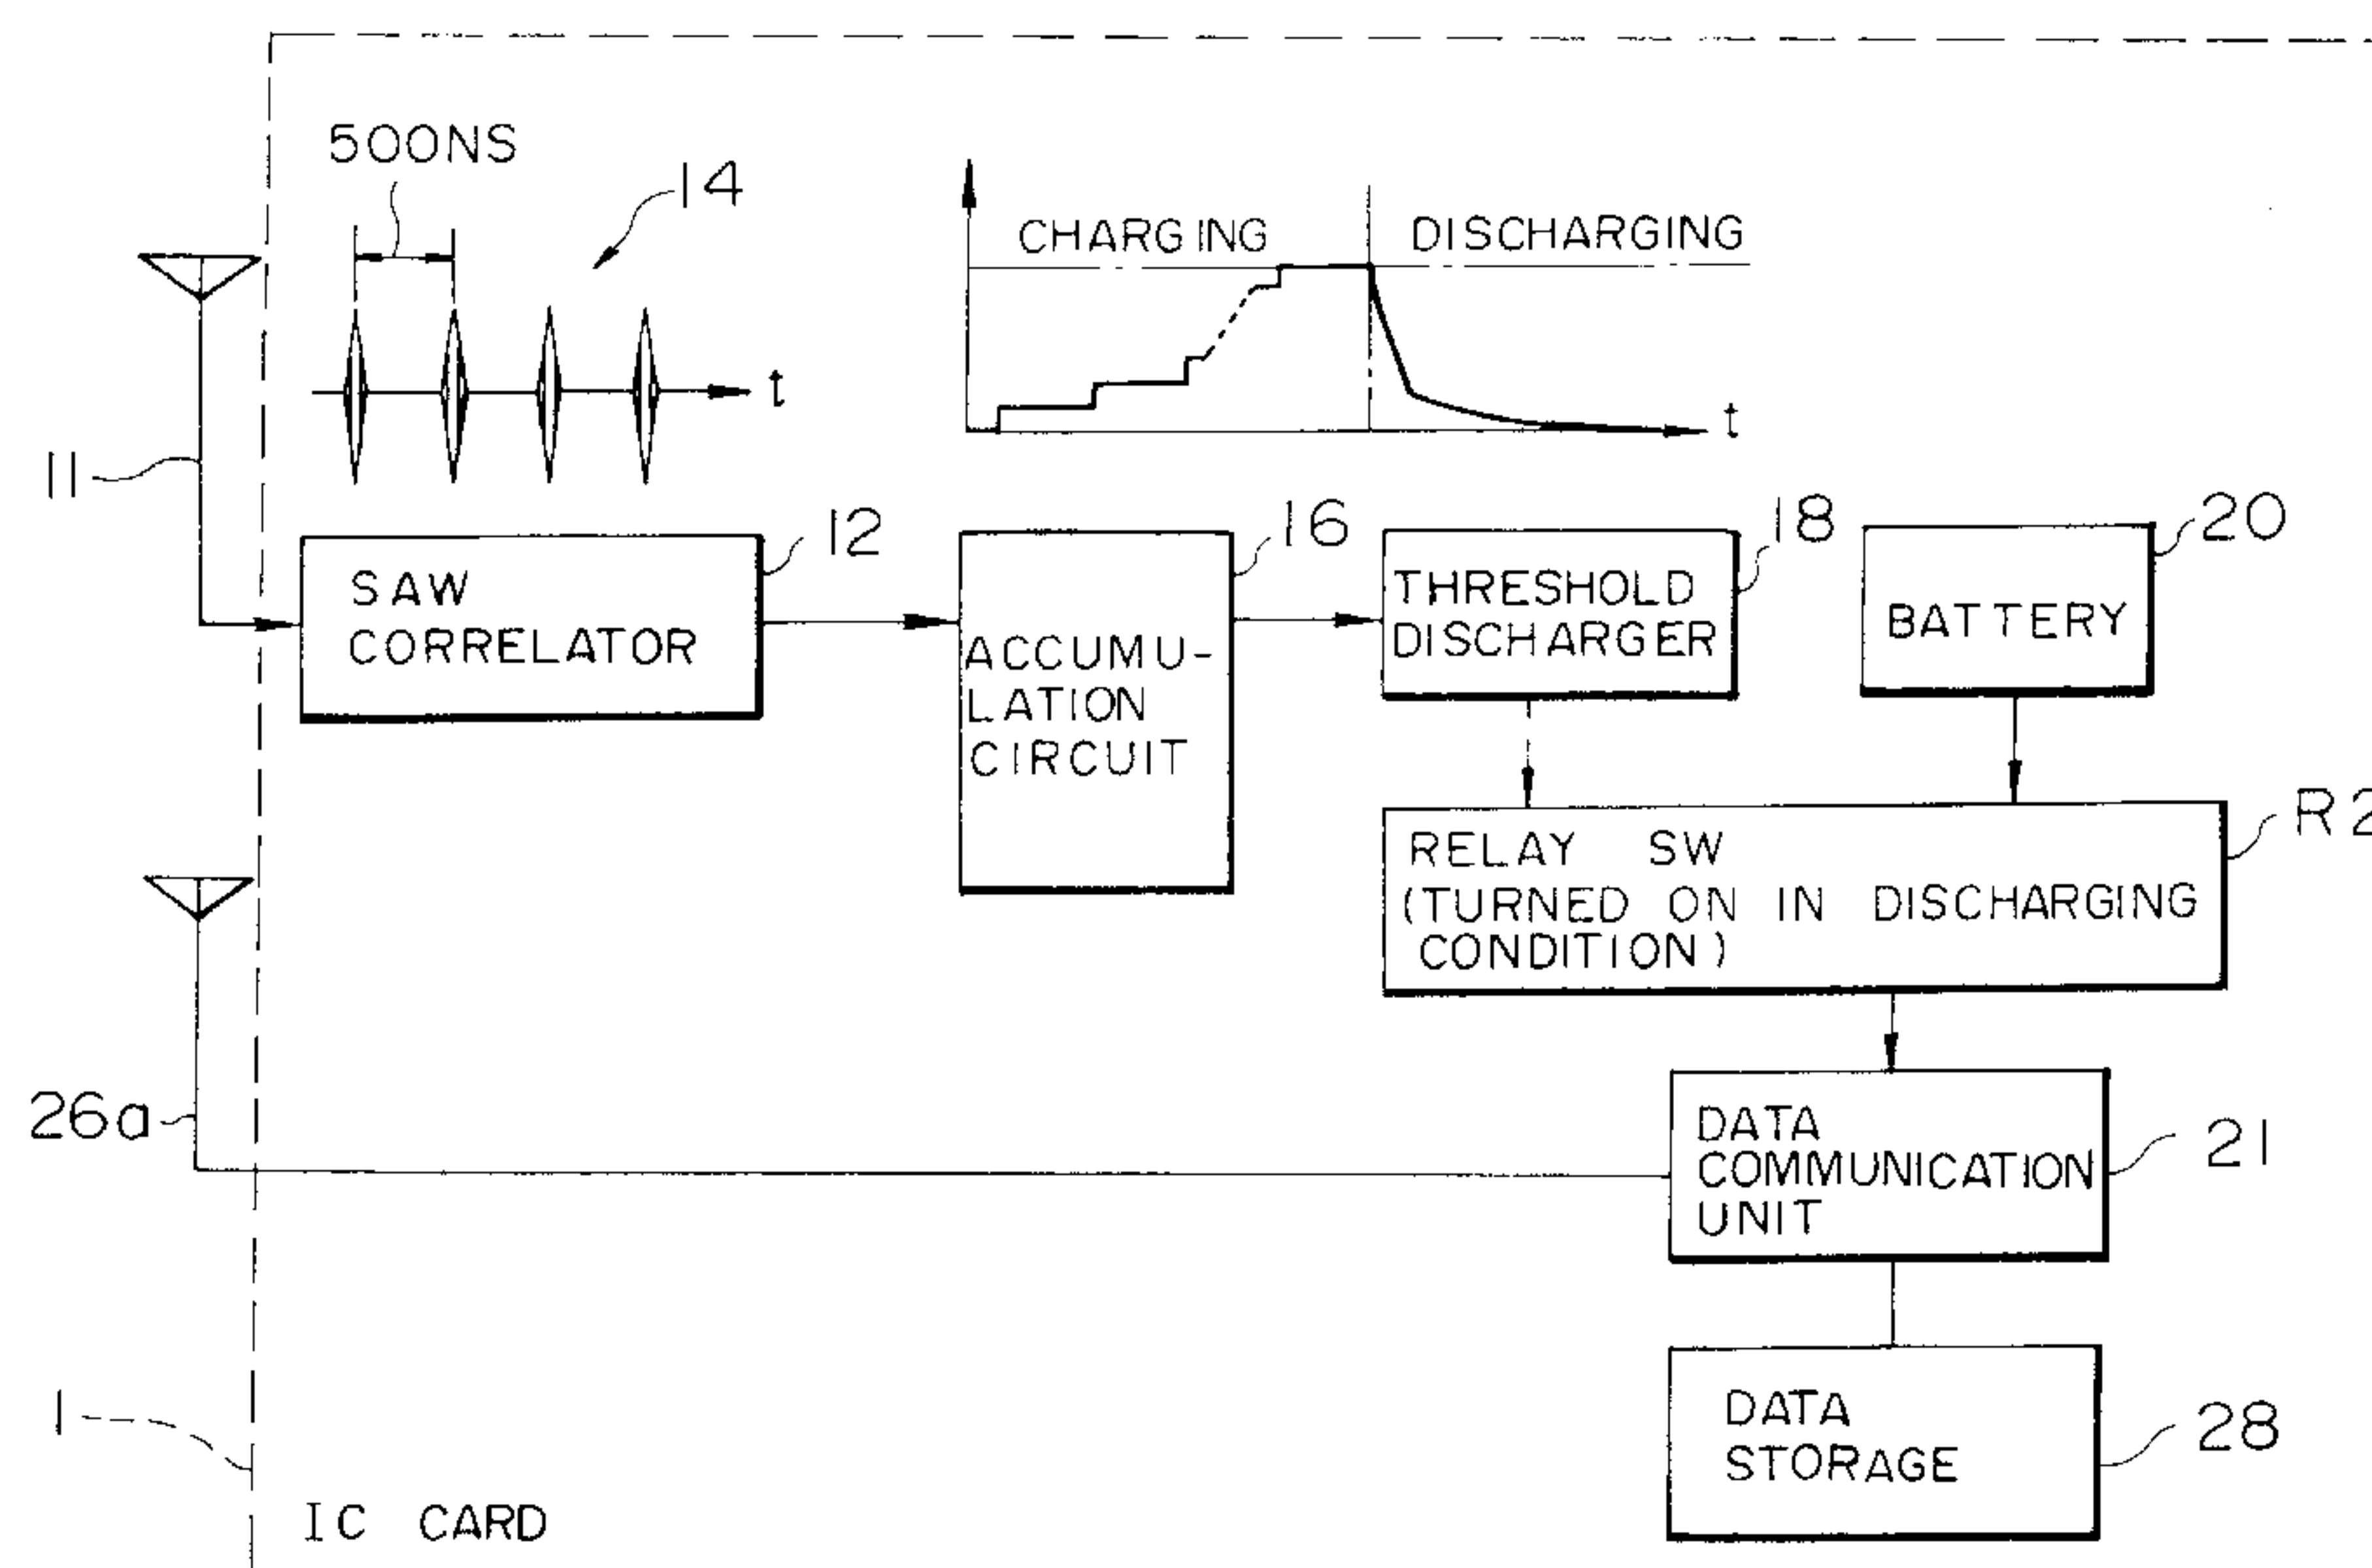 500NS
14
CHARGING
DISCHARGING
t
t
11
12
16
18
20
SAW
CORRELATOR
ACCUMU-
LATION
CIRCUIT
THRESHOLD
DISCHARGER
BATTERY
R2
RELAY SW
(TURNED ON IN DISCHARGING
CONDITION)
26a
DATA
COMMUNICATION
UNIT
21
1
DATA
STORAGE
28
IC CARD